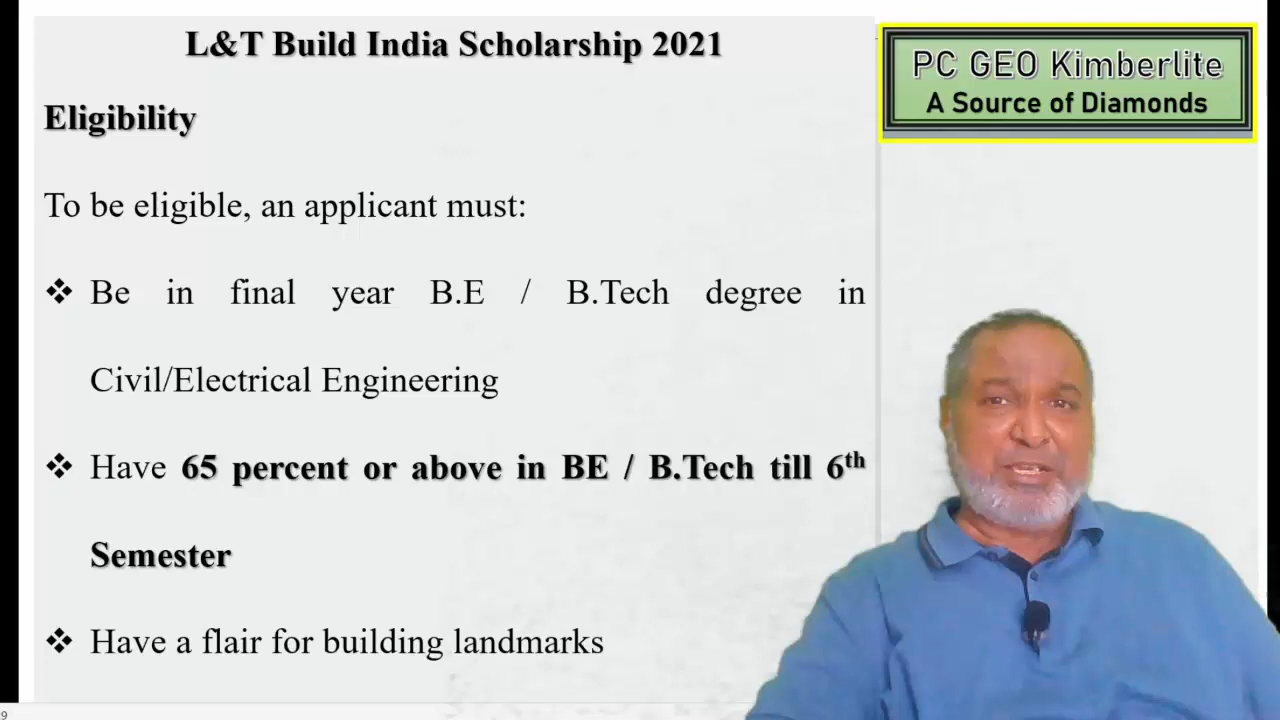 L&T Build India Scholarship 2021
PC GEO Kimberlite
A Source of Diamonds
Eligibility
To be eligible, an applicant must:
❖ Be in final year B.E / B.Tech degree in
Civil/Electrical Engineering
❖ Have 65 percent or above in BE / B.Tech till 6th
Semester
❖ Have a flair for building landmarks
9